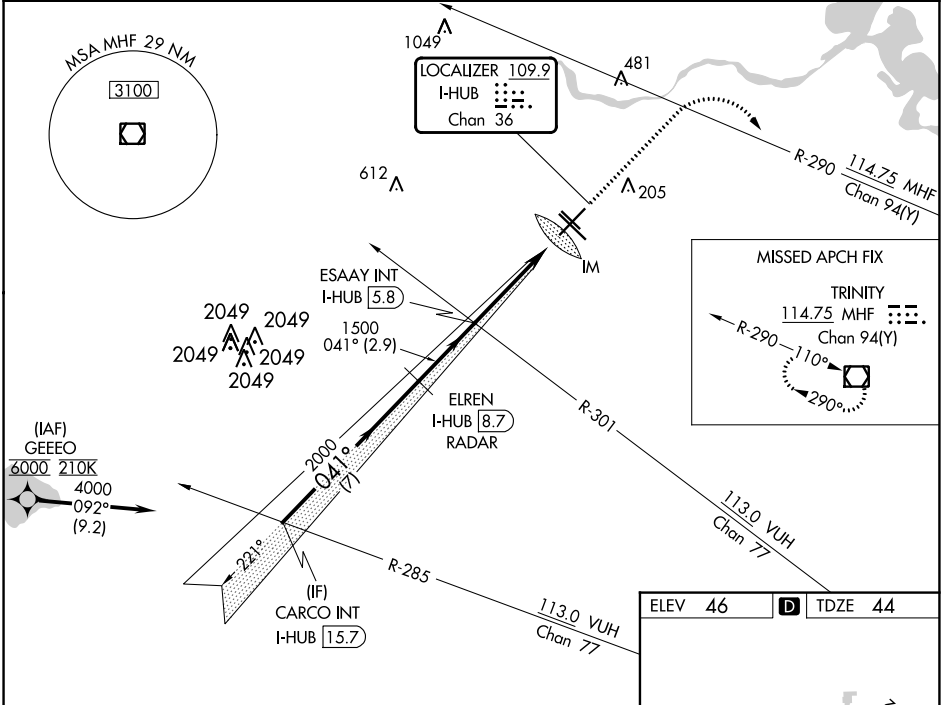 MSA MHF 29 NM
3100
1049
LOCALIZER 109.9
I-HUB
Chan 36
481
R-290
114.75 MHF
Chan 94(Y)
612
205
IM
MISSED APCH FIX
TRINITY
114.75 MHF
Chan 94(Y)
R-290
110°
290°
ESAAY INT
I-HUB 5.8
1500
041° (2.9)
2049
2049
2049
2049
2049
ELREN
I-HUB 8.7
RADAR
R-301
113.0 VUH
Chan 77
(IAF)
GEEEO
6000 210K
4000
092°
(9.2)
2000
041°
(7)
221°
(IF)
CARCO INT
I-HUB 15.7
R-285
113.0 VUH
Chan 77
ELEV 46
D
TDZE 44